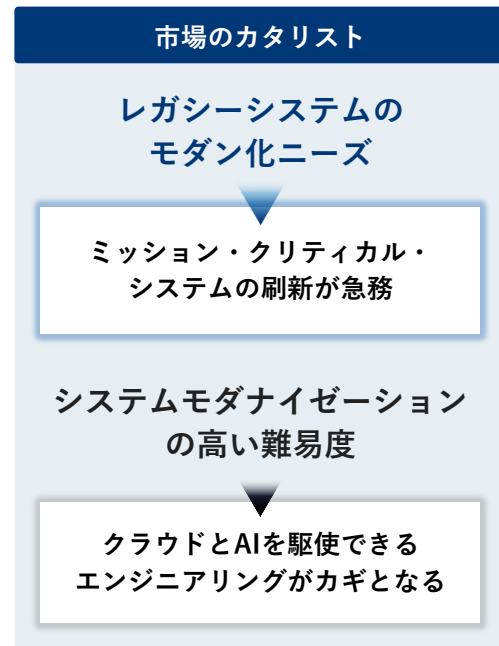 市場のカタリスト
レガシーシステムの
モダン化ニーズ
ミッション・クリティカル・
システムの刷新が急務
システムモダナイゼーション
の高い難易度
クラウドとAIを駆使できる
エンジニアリングがカギとなる